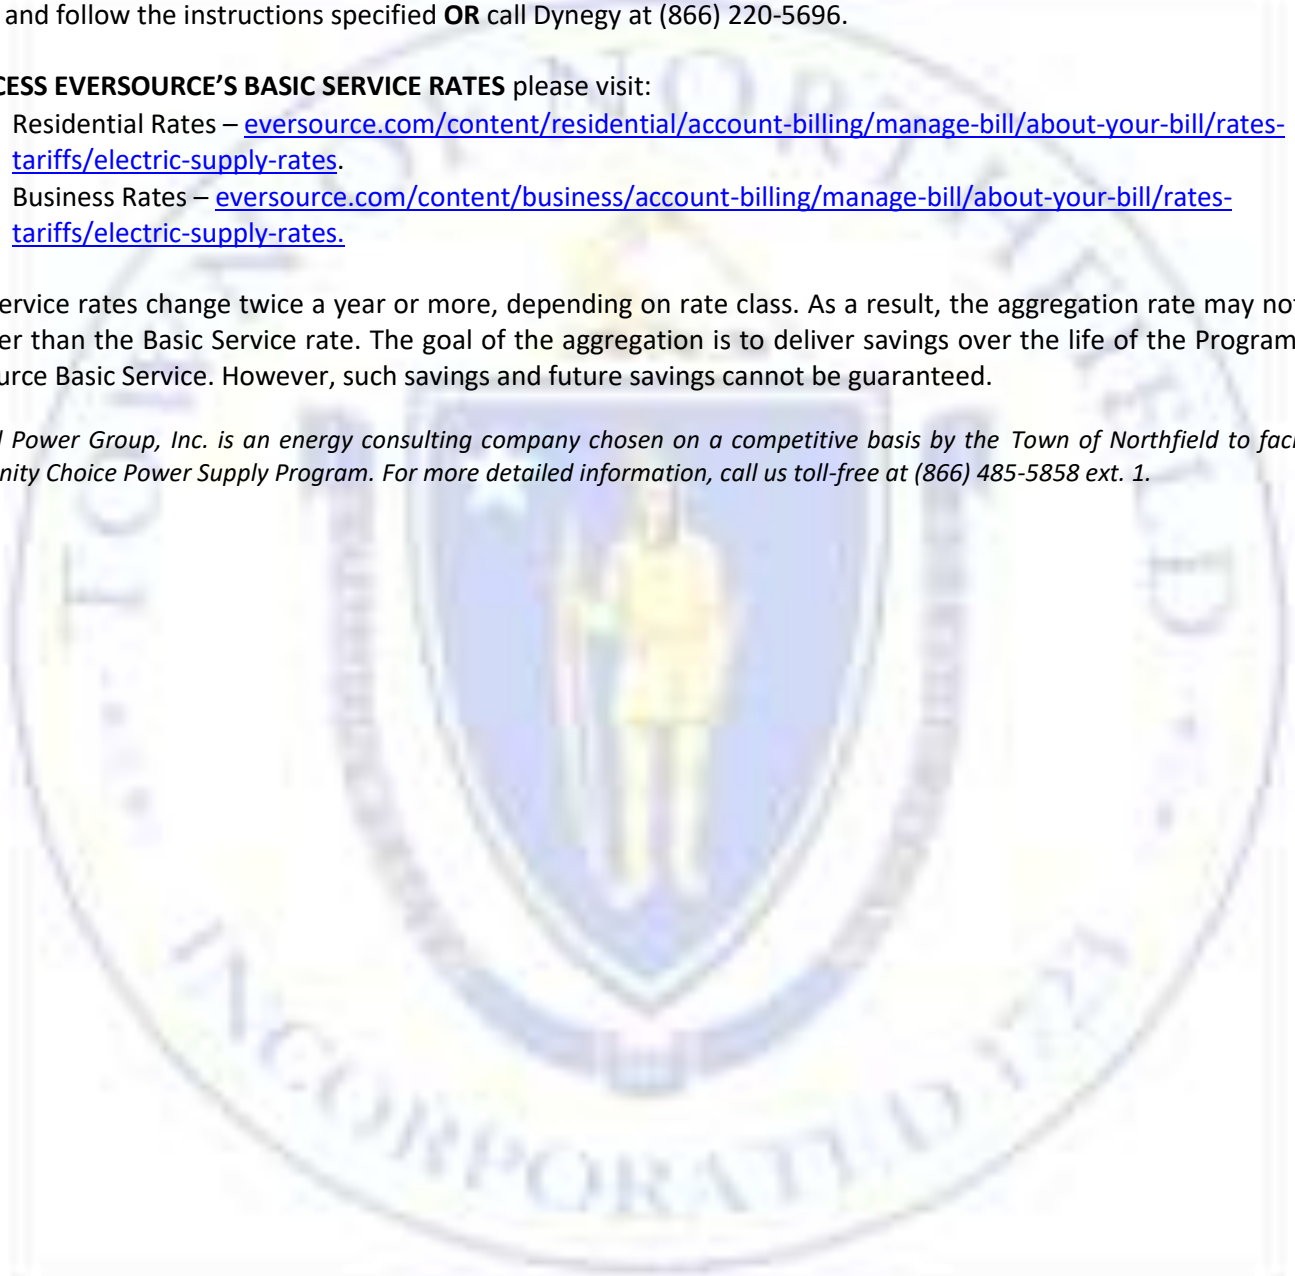 and follow the instructions specified OR call Dynegy at (866) 220-5696.
CESS EVERSOURCE’S BASIC SERVICE RATES please visit:
Residential Rates – eversource.com/content/residential/account-billing/manage-bill/about-your-bill/rates-
tariffs/electric-supply-rates.
Business Rates – eversource.com/content/business/account-billing/manage-bill/about-your-bill/rates-
tariffs/electric-supply-rates.
ervice rates change twice a year or more, depending on rate class. As a result, the aggregation rate may not
er than the Basic Service rate. The goal of the aggregation is to deliver savings over the life of the Program
urce Basic Service. However, such savings and future savings cannot be guaranteed.
l Power Group, Inc. is an energy consulting company chosen on a competitive basis by the Town of Northfield to faci
nity Choice Power Supply Program. For more detailed information, call us toll-free at (866) 485-5858 ext. 1.
TOWN OF NORTHFIELD
INCORPORATED